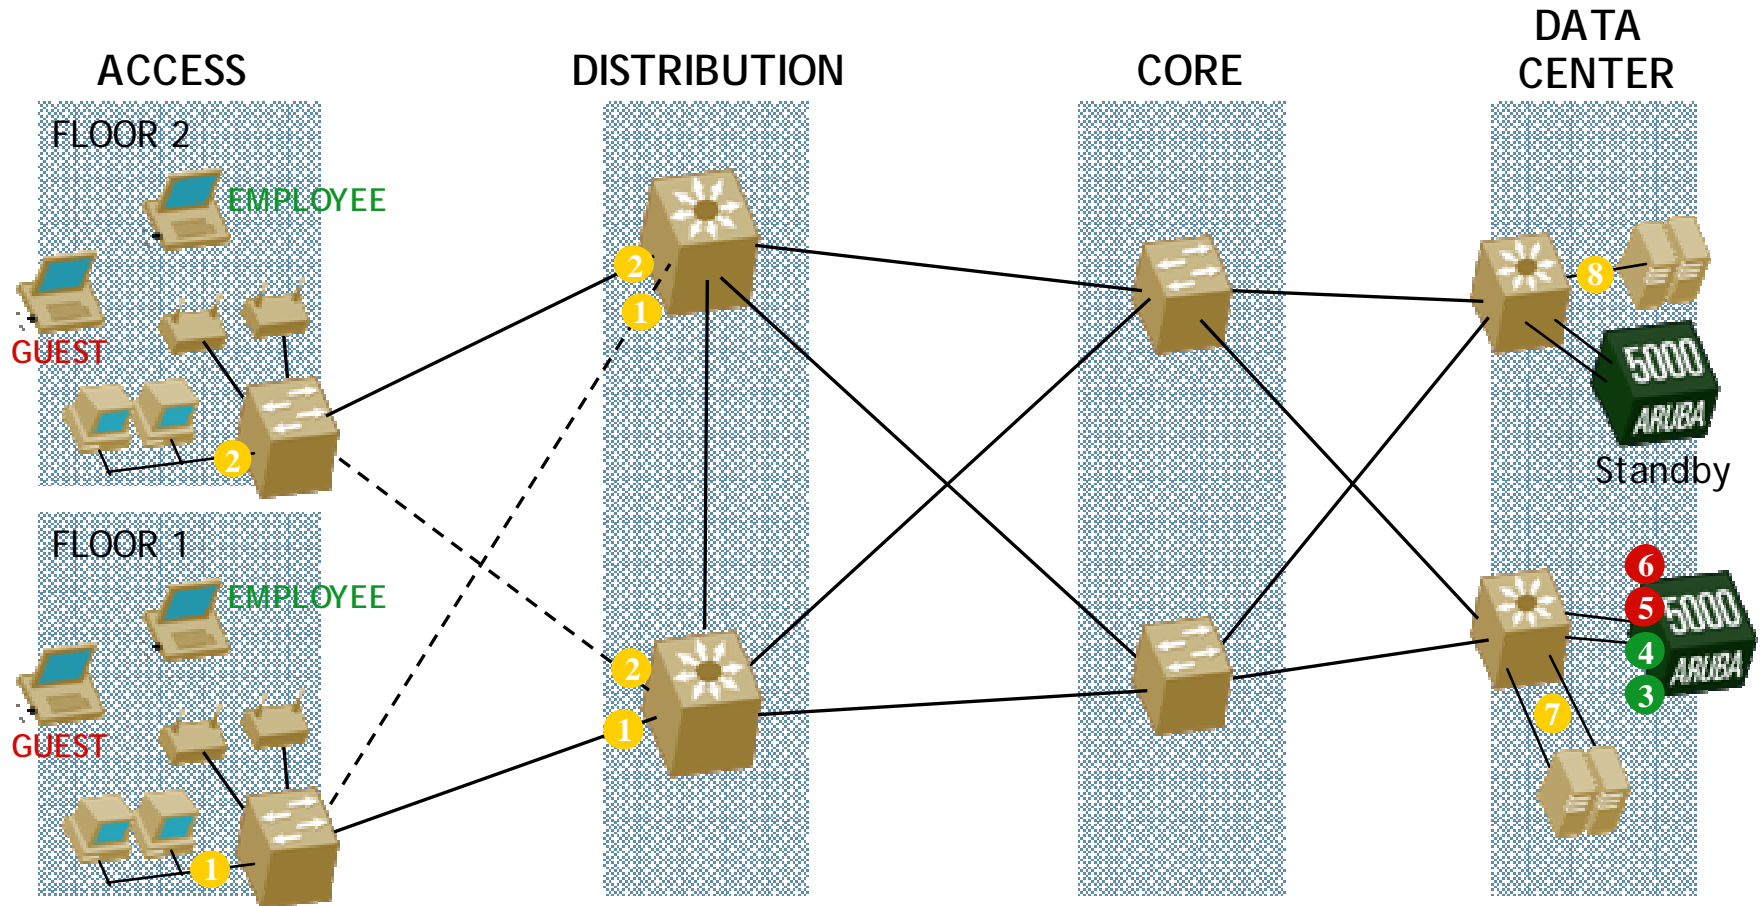 ACCESS
DISTRIBUTION
CORE
DATA
CENTER
FLOOR 2
EMPLOYEE
GUEST
2
2
1
8
5000
ARUBA
Standby
FLOOR 1
EMPLOYEE
GUEST
1
2
1
6
5
4
3
5000
ARUBA
7